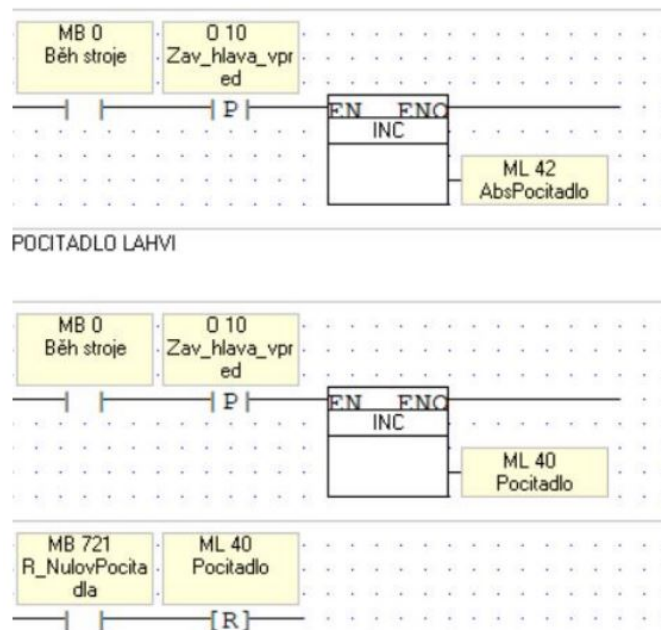 MB 0
Běh stroje
O 10
Zav_hlava_vpr
ed
P
EN ENO
INC
ML 42
AbsPocitadlo
POCITADLO LAHVI
MB 0
Běh stroje
O 10
Zav_hlava_vpr
ed
P
EN ENO
INC
ML 40
Pocitadlo
MB 721
R_NulovPocita
dla
ML 40
Pocitadlo
R